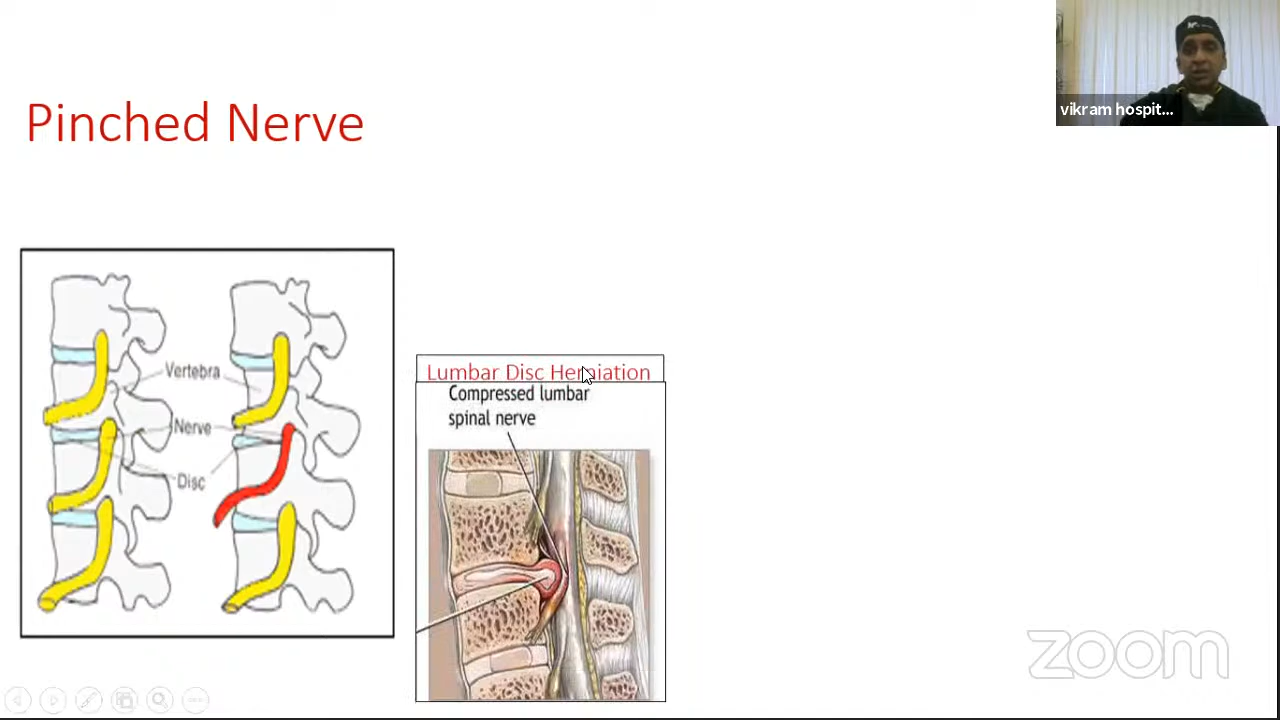 vikram hospit...
Pinched Nerve
Vertebra
Nerve
Disc
Lumbar Disc Herniation
Compressed lumbar
spinal nerve
zoom